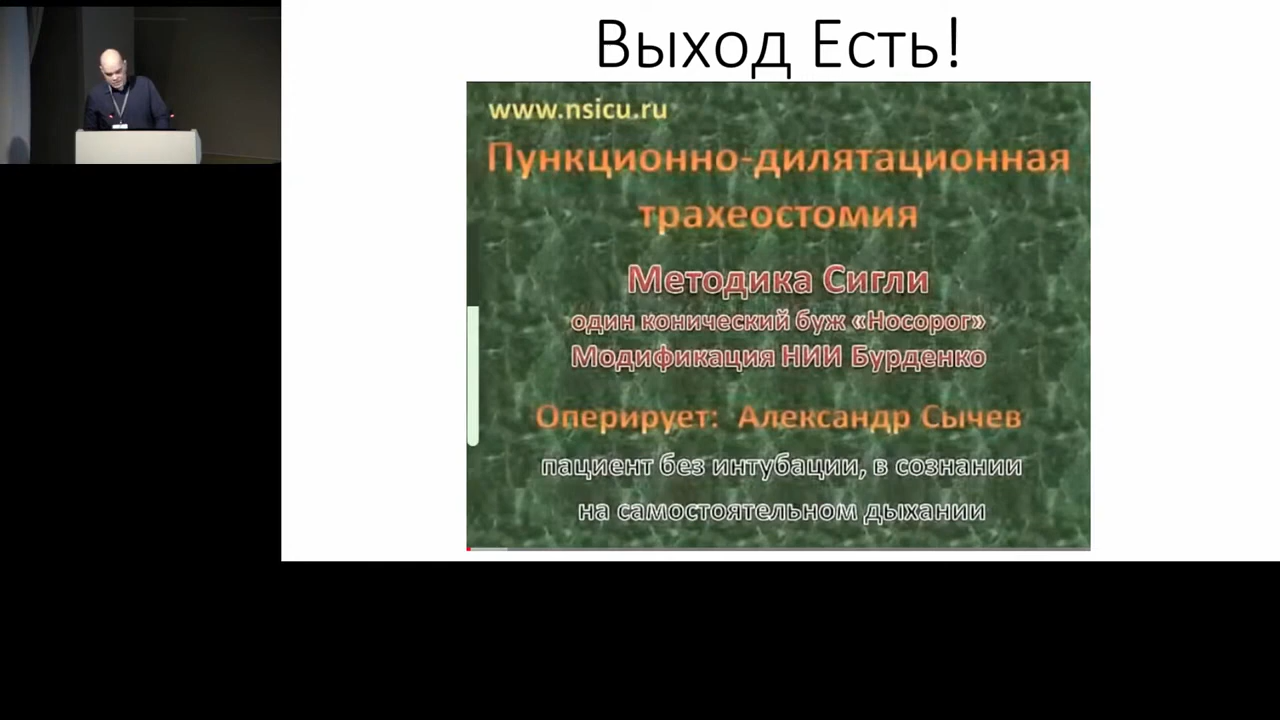 Выход Есть!
www.nsicu.ru
Пункционно-дилятационная
трахеостомия
Методика Сигли
один конический буж «Носорог»
Модификация НИИ Бурденко
Оперирует: Александр Сычев
пациент без интубации, в сознании
на самостоятельном дыхании